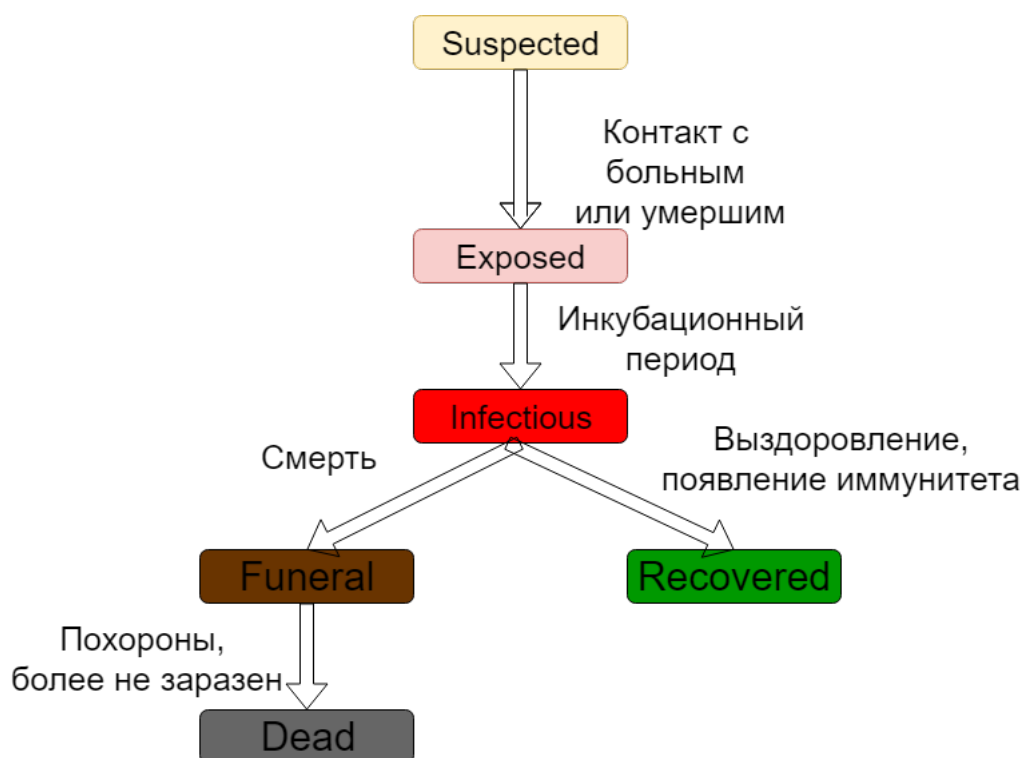 Suspected
Контакт с
больным
или умершим
Exposed
Инкубационный
период
Infectious
Смерть
Выздоровление,
появление иммунитета
Funeral
Recovered
Похороны,
более не заразен
Dead